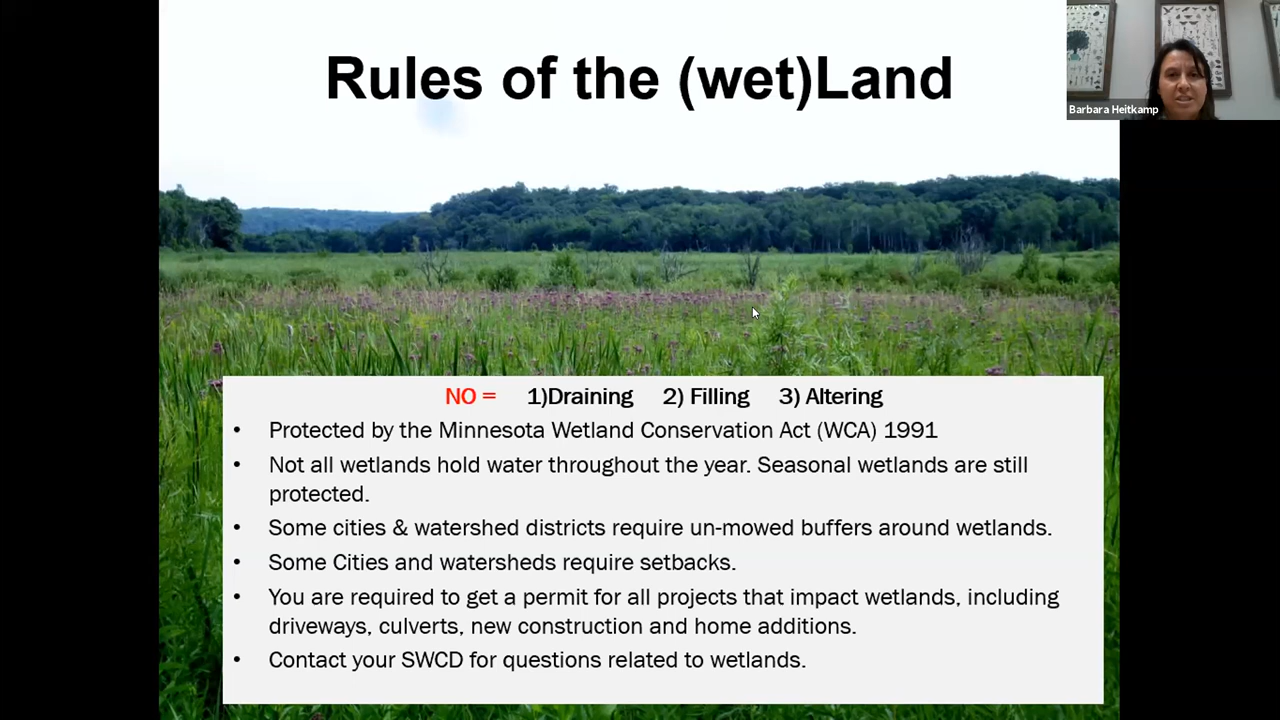 Rules of the (wet)Land
Barbara Heitkamp
NO = 1)Draining 2) Filling 3) Altering
• Protected by the Minnesota Wetland Conservation Act (WCA) 1991
• Not all wetlands hold water throughout the year. Seasonal wetlands are still
protected.
• Some cities & watershed districts require un-mowed buffers around wetlands.
• Some Cities and watersheds require setbacks.
• You are required to get a permit for all projects that impact wetlands, including
driveways, culverts, new construction and home additions.
• Contact your SWCD for questions related to wetlands.